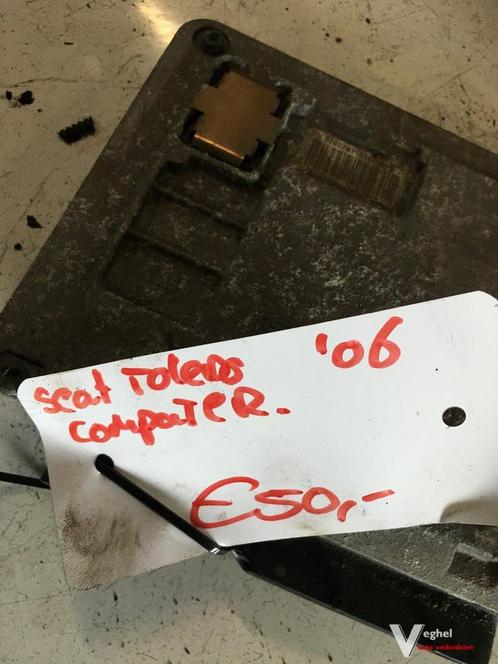 seat Toledo '06
computer.
€50,-
Veghel